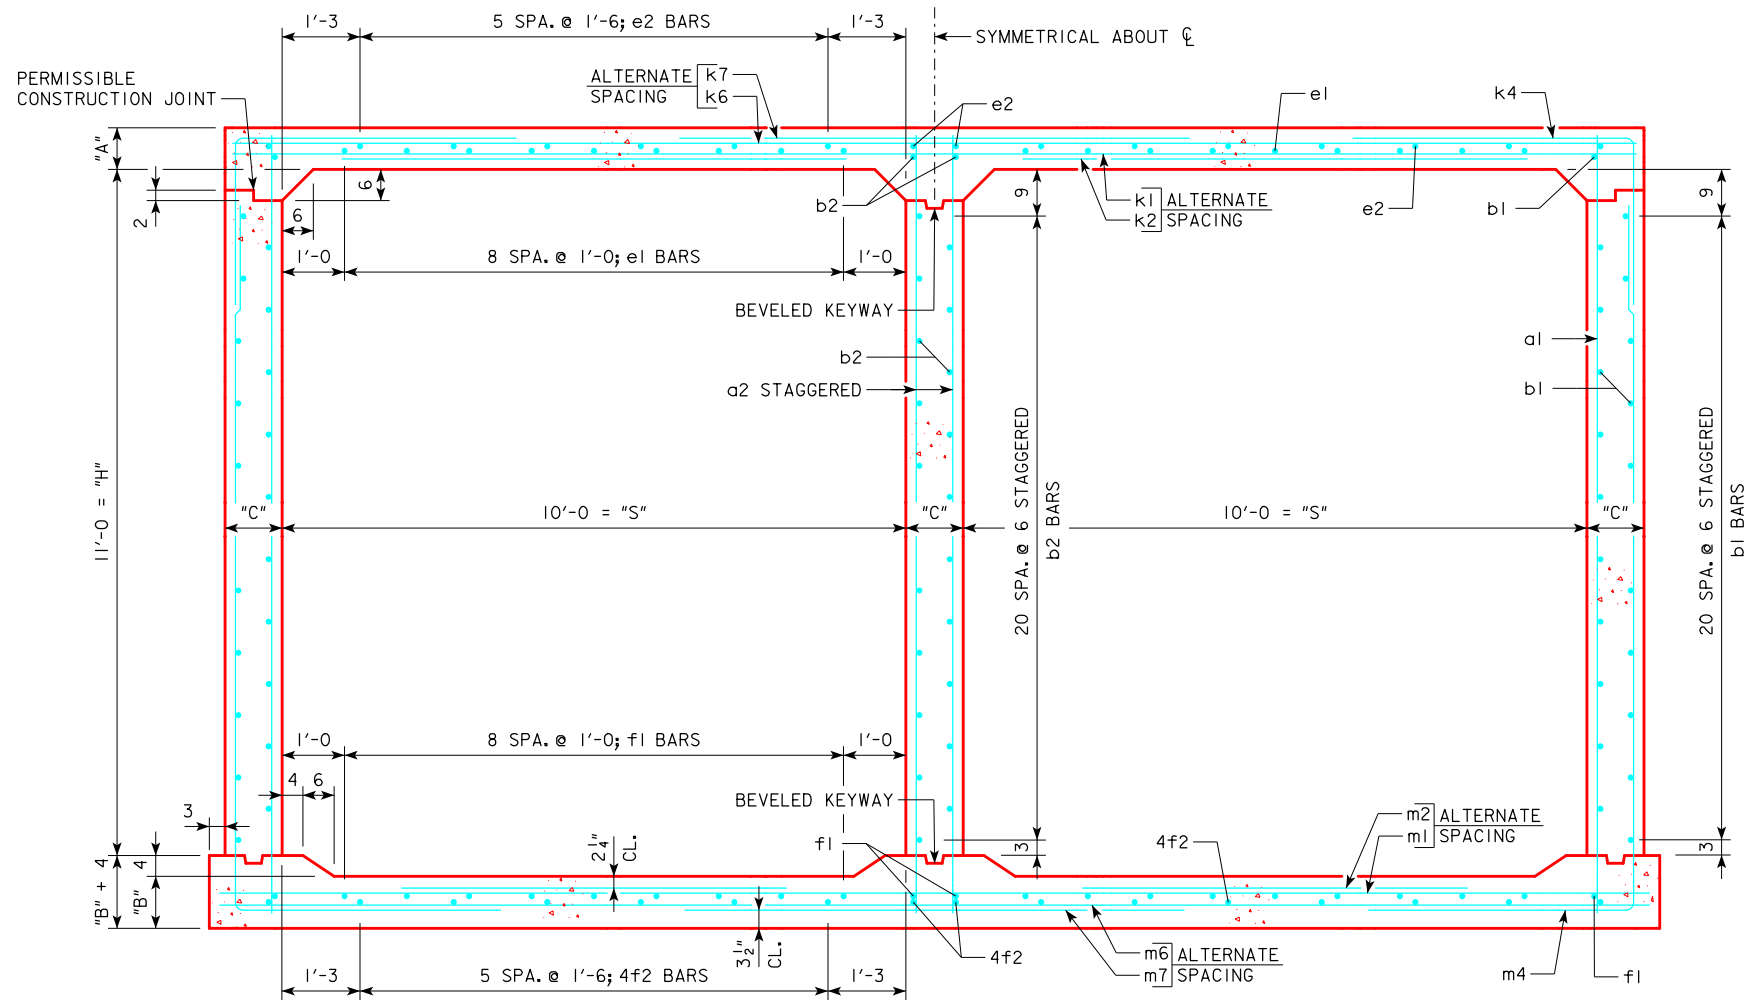 1'-3
5 SPA. @ 1'-6; e2 BARS
1'-3
SYMMETRICAL ABOUT ℄
PERMISSIBLE
CONSTRUCTION JOINT
ALTERNATE
SPACING
k7
k6
e2
e1
k4
"A"
6
2
6
9
b2
k1
k2
ALTERNATE
SPACING
e2
b1
9
1'-0
8 SPA. @ 1'-0; e1 BARS
1'-0
BEVELED KEYWAY
b2
a2 STAGGERED
a1
b1
11'-0 = "H"
"C"
10'-0 = "S"
"C"
20 SPA. @ 6 STAGGERED
b2 BARS
10'-0 = "S"
"C"
20 SPA. @ 6 STAGGERED
b1 BARS
1'-0
8 SPA. @ 1'-0; f1 BARS
1'-0
4
6
3
BEVELED KEYWAY
2 1/4"
CL.
f1
m2
m1
ALTERNATE
SPACING
4f2
3
3
"B" + 4
4
"B"
3 1/2"
CL.
4f2
m6
m7
ALTERNATE
SPACING
m4
f1
1'-3
5 SPA. @ 1'-6; 4f2 BARS
1'-3